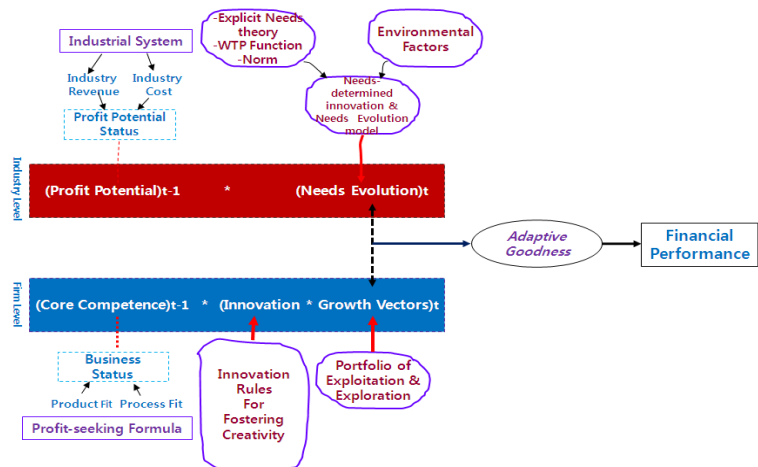 Industrial System
Industry
Revenue
Industry
Cost
Profit Potential
Status
-Explicit Needs
theory
-WTP Function
-Norm
Environmental
Factors
Needs-
determined
innovation &
Needs Evolution
model
Industry Level
(Profit Potential)t-1 * (Needs Evolution)t
Adaptive
Goodness
Financial
Performance
Firm Level
(Core Competence)t-1 * (Innovation * Growth Vectors)t
Business
Status
Product Fit Process Fit
Profit-seeking Formula
Innovation
Rules
For
Fostering
Creativity
Portfolio of
Exploitation &
Exploration